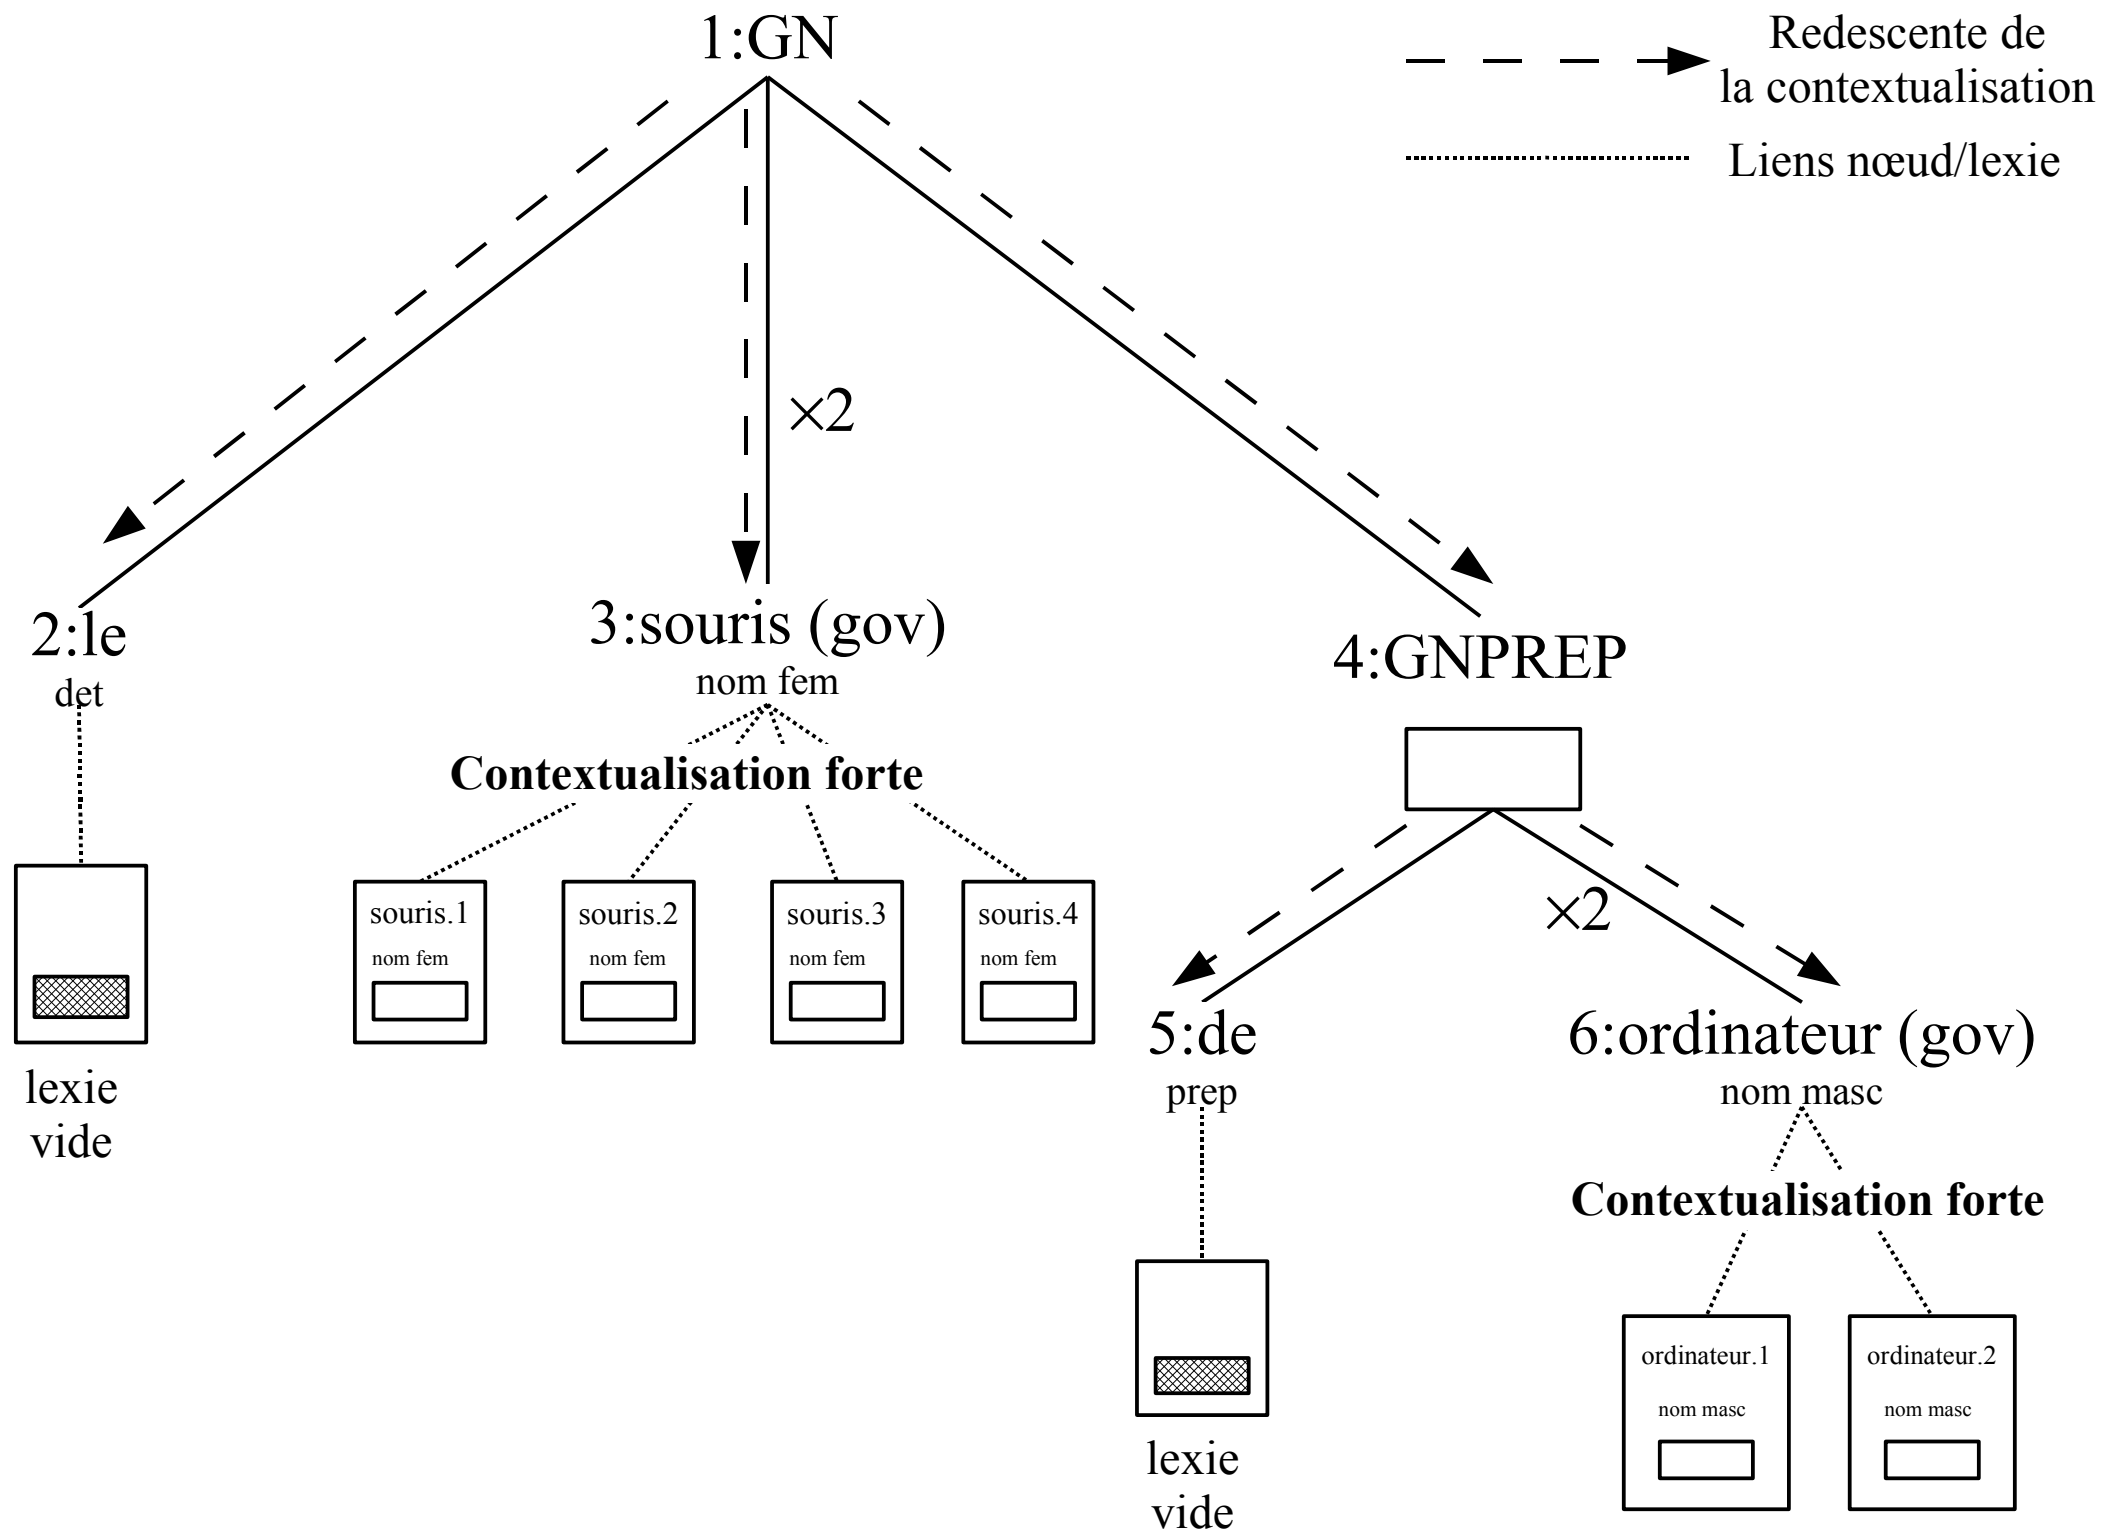 1:GN
Redescente de
la contextualisation
Liens nœud/lexie
×2
2:le
det
3:souris (gov)
nom fem
4:GNPREP
Contextualisation forte
souris.1
nom fem
souris.2
nom fem
souris.3
nom fem
souris.4
nom fem
×2
lexie
vide
5:de
prep
6:ordinateur (gov)
nom masc
Contextualisation forte
ordinateur.1
nom masc
ordinateur.2
nom masc
lexie
vide